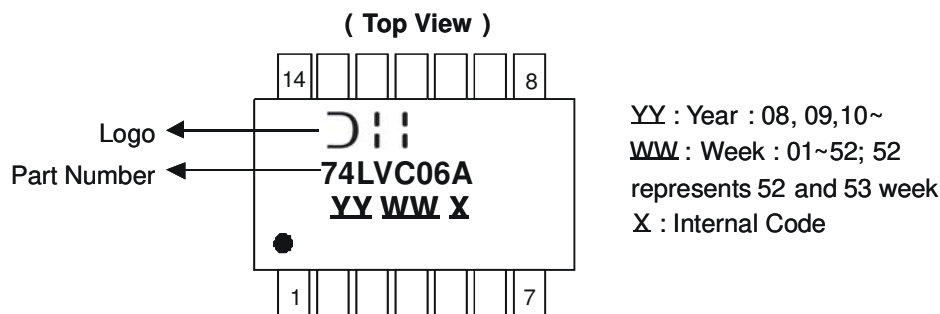 ( Top View )
14 8
Logo
Part Number
74LVC06A
YY WW X
1 7
YY : Year : 08, 09,10~
WW : Week : 01~52; 52
represents 52 and 53 week
X : Internal Code